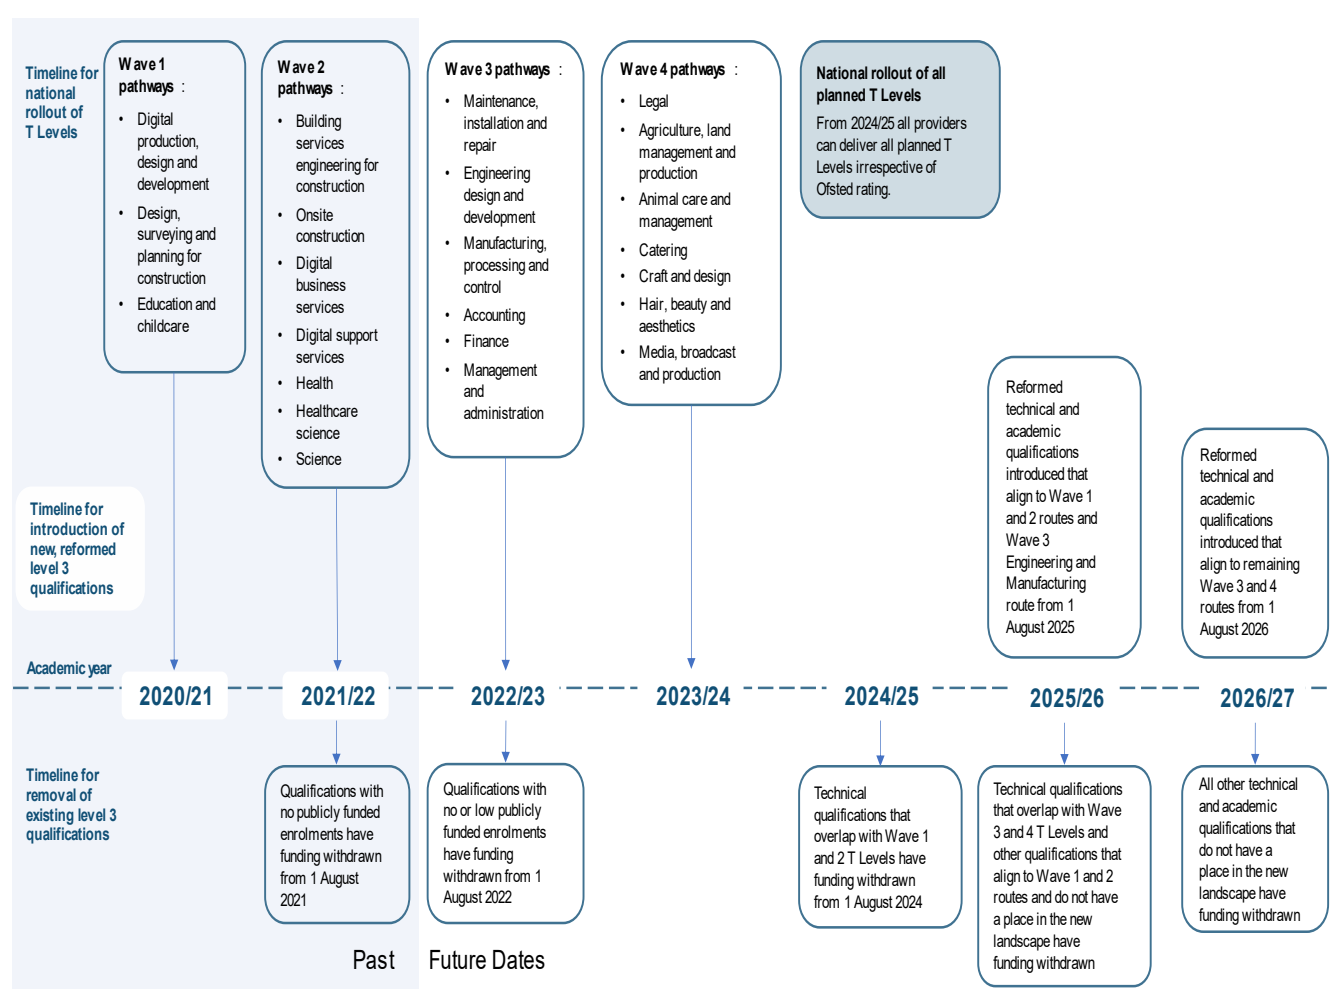 Timeline for
national
rollout of
T Levels
Wave 1
pathways :
• Digital
production,
design and
development
• Design,
surveying and
planning for
construction
• Education and
childcare
Wave 2
pathways :
• Building
services
engineering for
construction
• Onsite
construction
• Digital
business
services
• Digital support
services
• Health
• Healthcare
science
• Science
Wave 3 pathways :
• Maintenance,
installation and
repair
• Engineering
design and
development
• Manufacturing,
processing and
control
• Accounting
• Finance
• Management
and
administration
Wave 4 pathways :
• Legal
• Agriculture, land
management and
production
• Animal care and
management
• Catering
• Craft and design
• Hair, beauty and
aesthetics
• Media, broadcast
and production
National rollout of all
planned T Levels
From 2024/25 all providers
can deliver all planned T
Levels irrespective of
Ofsted rating.
Timeline for
introduction of
new, reformed
level 3
qualifications
Reformed
technical and
academic
qualifications
introduced that
align to Wave 1
and 2 routes and
Wave 3
Engineering and
Manufacturing
route from 1
August 2025
Reformed
technical and
academic
qualifications
introduced that
align to remaining
Wave 3 and 4
routes from 1
August 2026
Academic year
2020/21
2021/22
2022/23
2023/24
2024/25
2025/26
2026/27
Timeline for
removal of
existing level 3
qualifications
Qualifications with
no publicly funded
enrolments have
funding withdrawn
from 1 August
2021
Qualifications with
no or low publicly
funded enrolments
have funding
withdrawn from 1
August 2022
Technical
qualifications that
overlap with Wave 1
and 2 T Levels have
funding withdrawn
from 1 August 2024
Technical qualifications
that overlap with Wave
3 and 4 T Levels and
other qualifications that
align to Wave 1 and 2
routes and do not have
a place in the new
landscape have
funding withdrawn
All other technical
and academic
qualifications that
do not have a
place in the new
landscape have
funding withdrawn
Past
Future Dates